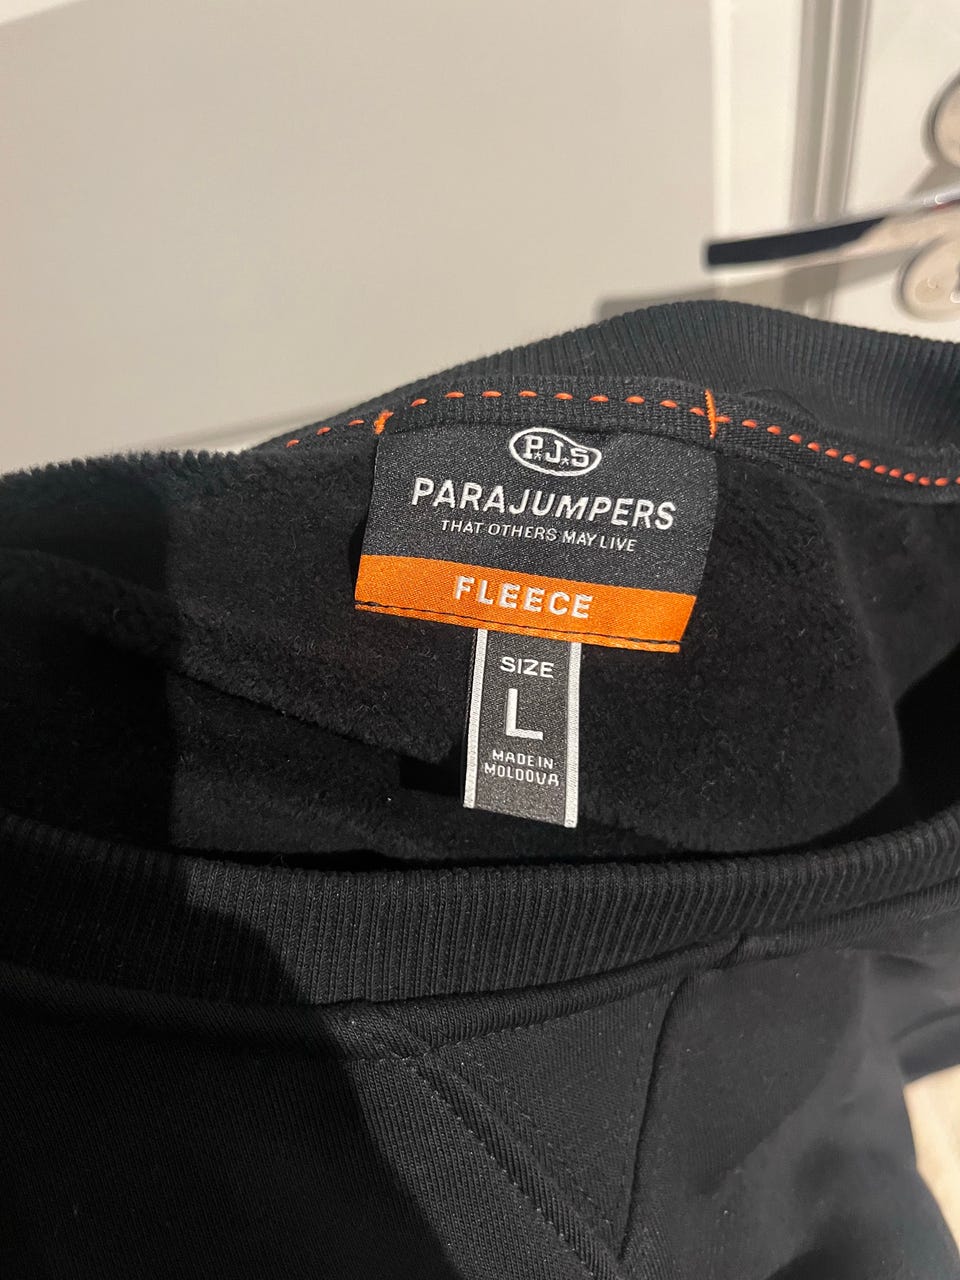 P.J.S
PARAJUMPERS
THAT OTHERS MAY LIVE
FLEECE
SIZE
L
MADE IN
MOLDOVA